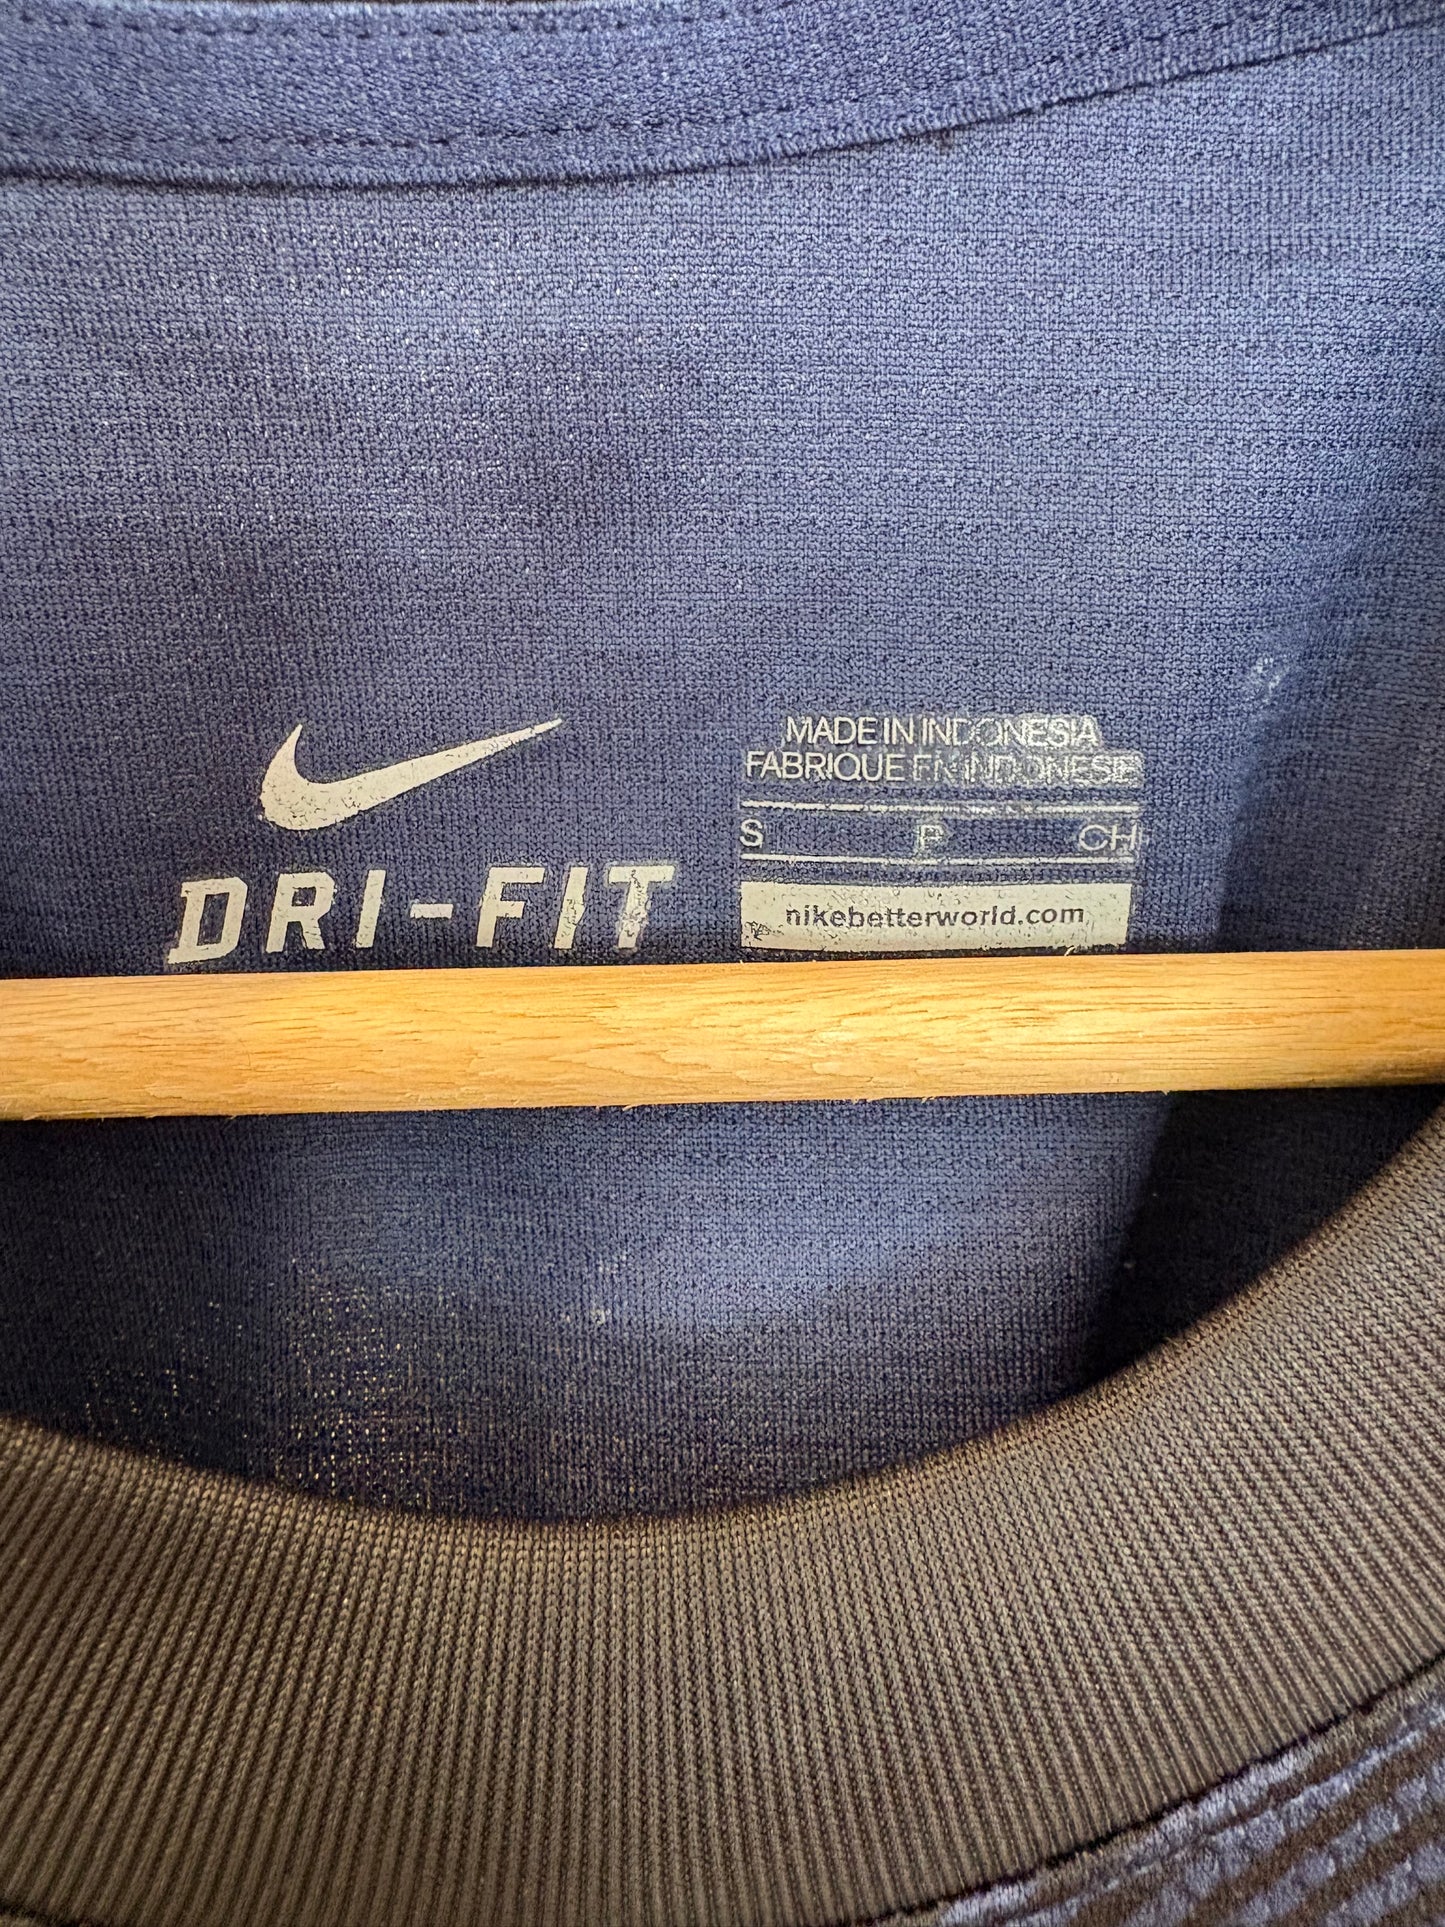 DRI-FIT
MADE IN INDONESIA
FABRIQUE EN INDONESIE
S P CH
nikebetterworld.com